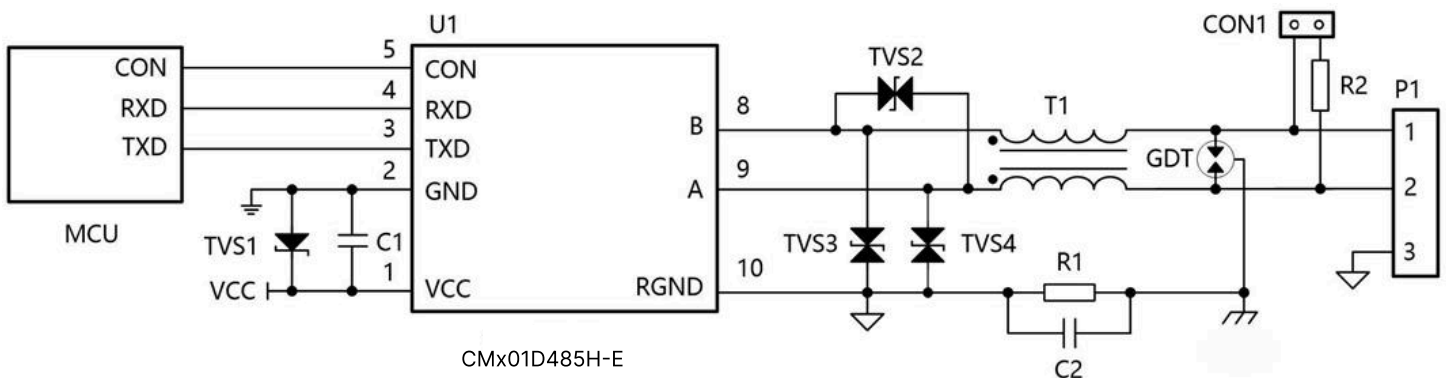 U1
CON1
CON 5 CON
TVS2
RXD 4 RXD
8
T1
R2
P1
TXD 3 TXD
B
1
GDT
2 GND
9
A
2
MCU
TVS1
C1
TVS3
TVS4
3
1
10
R1
VCC
VCC
RGND
CMx01D485H-E
C2